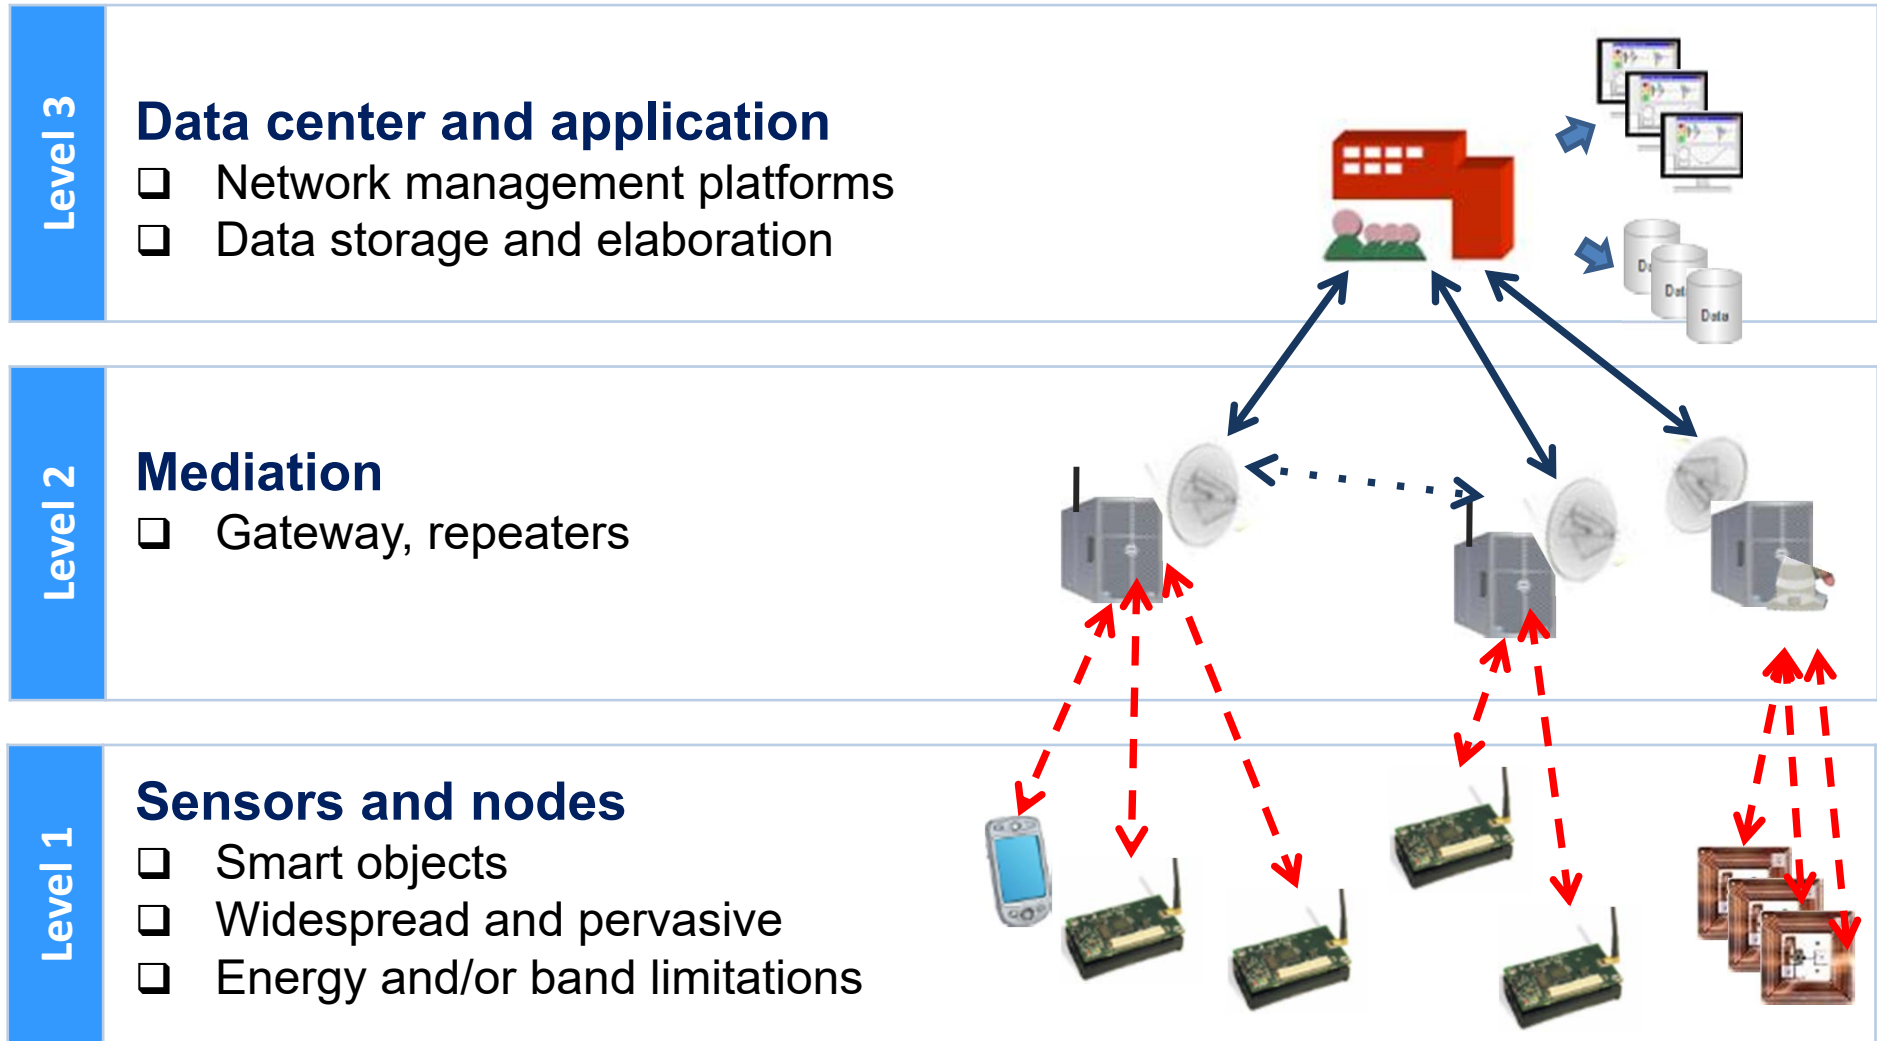 Level 3
Data center and application
Network management platforms
Data storage and elaboration
Data
Level 2
Mediation
Gateway, repeaters
Level 1
Sensors and nodes
Smart objects
Widespread and pervasive
Energy and/or band limitations